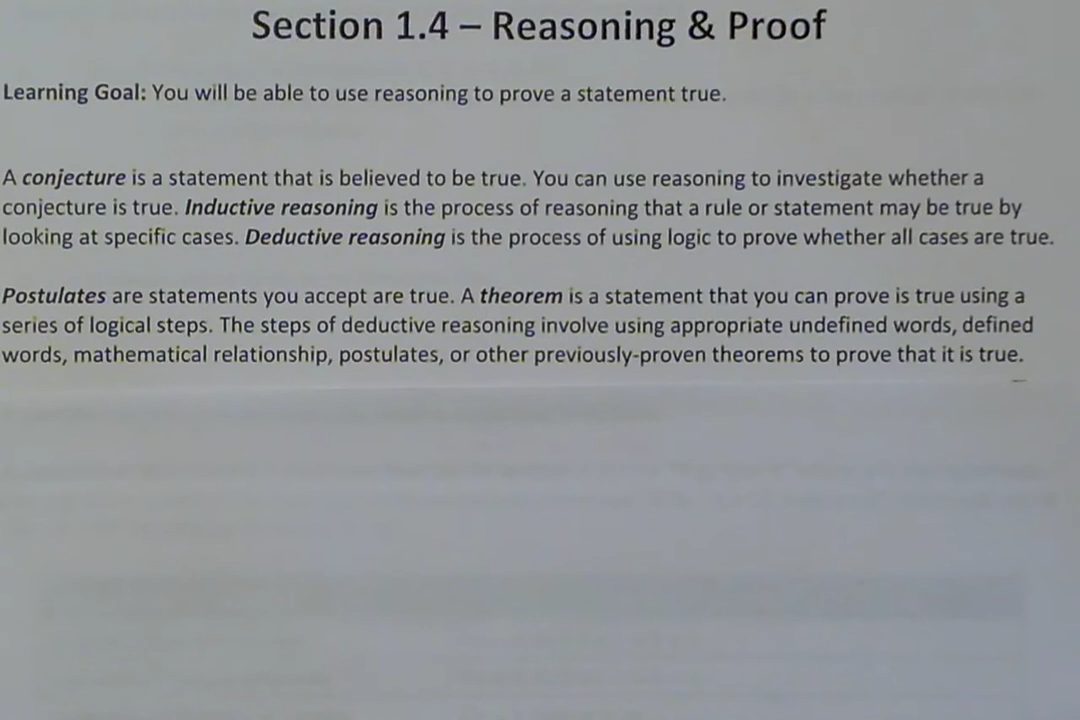 Section 1.4 – Reasoning & Proof
Learning Goal: You will be able to use reasoning to prove a statement true.
A conjecture is a statement that is believed to be true. You can use reasoning to investigate whether a
conjecture is true. Inductive reasoning is the process of reasoning that a rule or statement may be true by
looking at specific cases. Deductive reasoning is the process of using logic to prove whether all cases are true.
Postulates are statements you accept are true. A theorem is a statement that you can prove is true using a
series of logical steps. The steps of deductive reasoning involve using appropriate undefined words, defined
words, mathematical relationship, postulates, or other previously-proven theorems to prove that it is true.